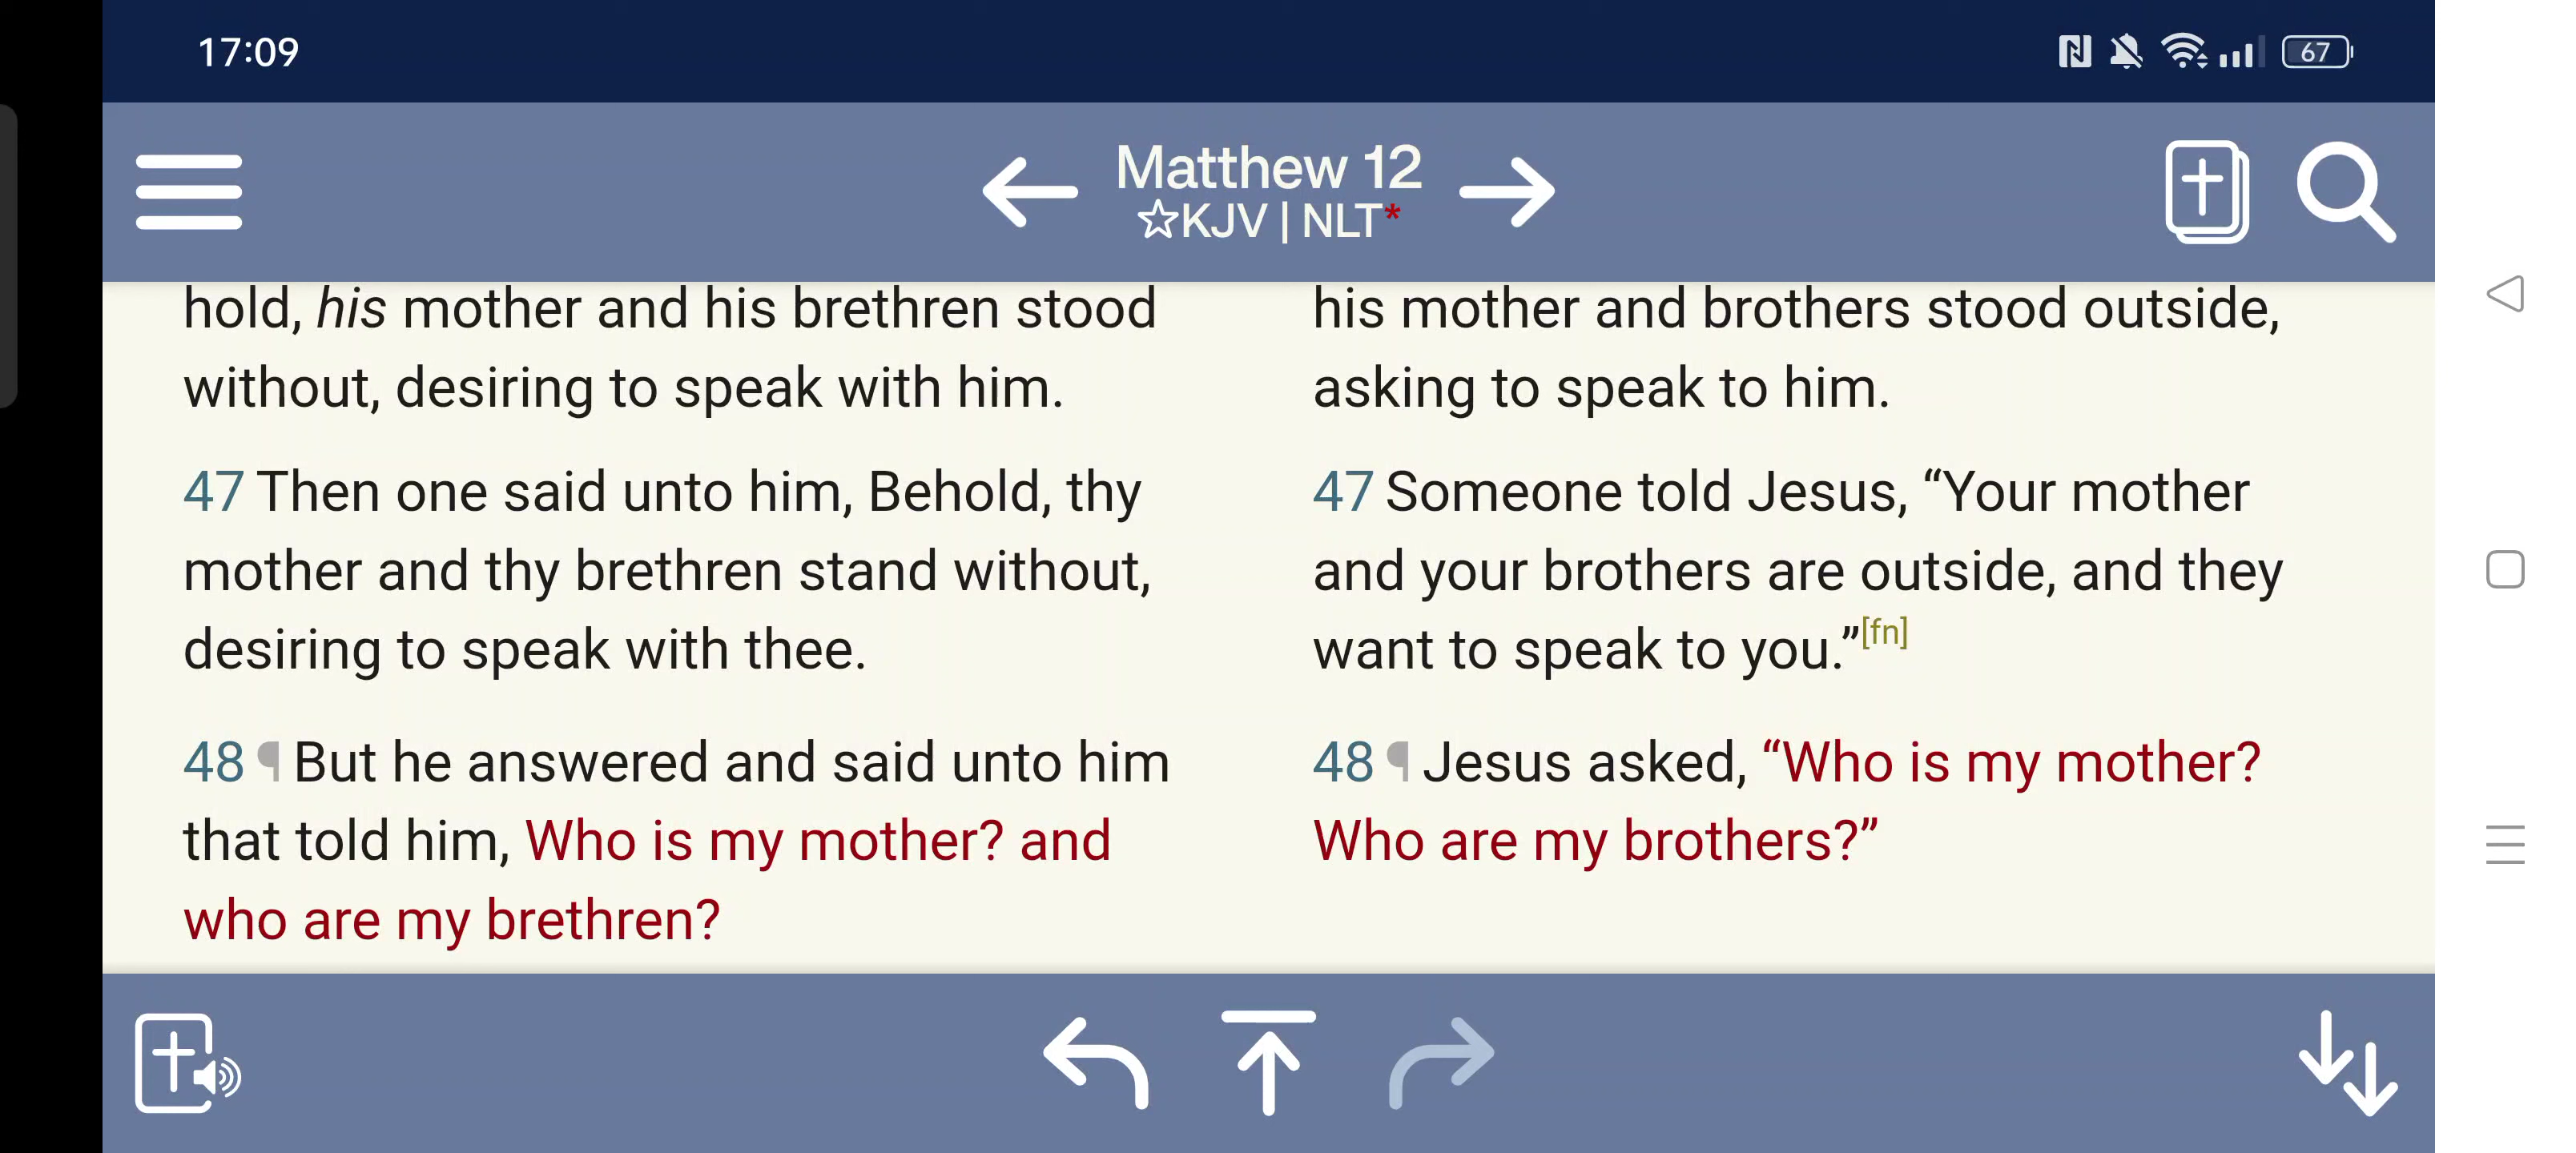 17:09
67
Matthew 12
☆KJV | NLT*
hold, his mother and his brethren stood
without, desiring to speak with him.
47 Then one said unto him, Behold, thy
mother and thy brethren stand without,
desiring to speak with thee.
48 ¶ But he answered and said unto him
that told him, Who is my mother? and
who are my brethren?
his mother and brothers stood outside,
asking to speak to him.
47 Someone told Jesus, “Your mother
and your brothers are outside, and they
want to speak to you.”[fn]
48 ¶ Jesus asked, “Who is my mother?
Who are my brothers?”